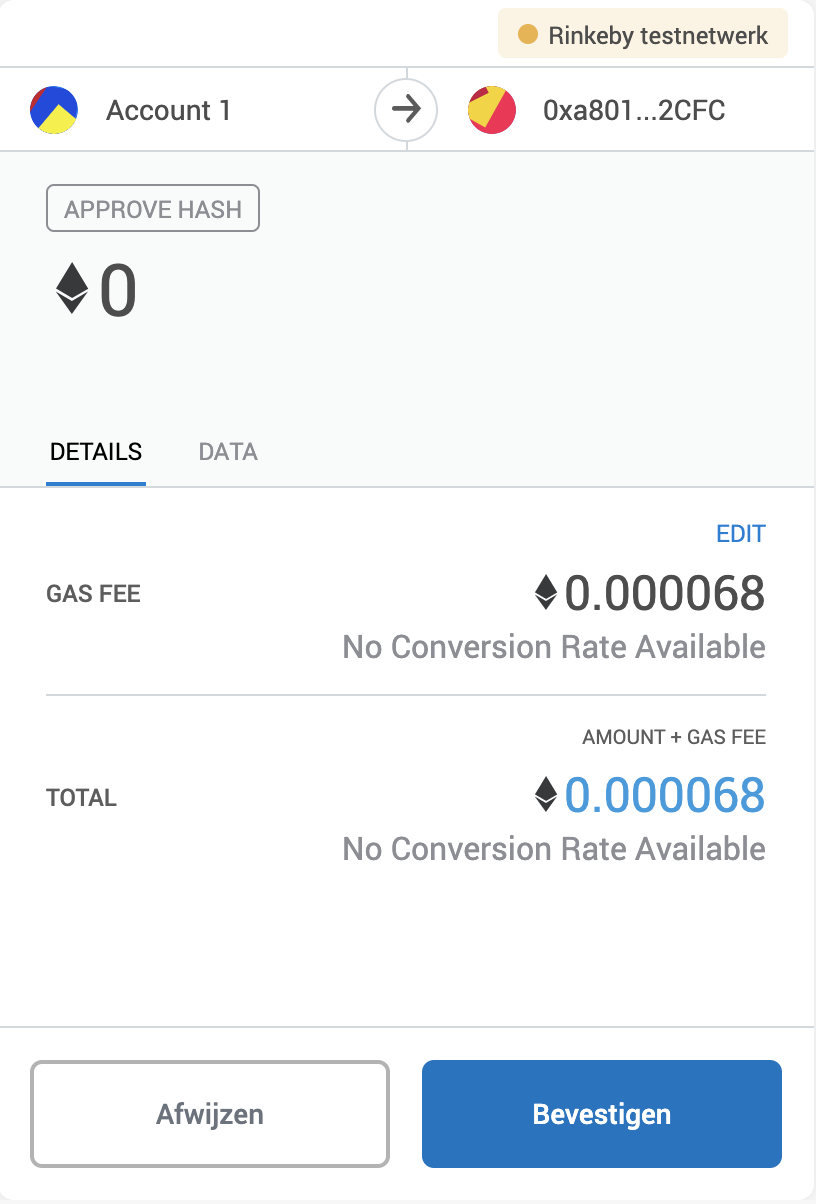 Rinkeby testnetwerk
Account 1
0xa801...2CFC
APPROVE HASH
0
DETAILS DATA
EDIT
GAS FEE 0.000068
No Conversion Rate Available
AMOUNT + GAS FEE
TOTAL 0.000068
No Conversion Rate Available
Afwijzen Bevestigen